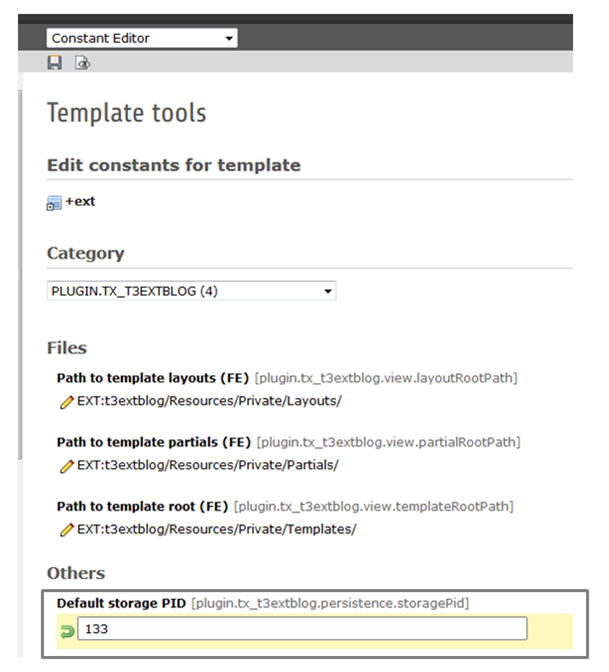 Constant Editor
Template tools
Edit constants for template
+ext
Category
PLUGIN.TX_T3EXTBLOG (4)
Files
Path to template layouts (FE) [plugin.tx_t3extblog.view.layoutRootPath]
EXT:t3extblog/Resources/Private/Layouts/
Path to template partials (FE) [plugin.tx_t3extblog.view.partialRootPath]
EXT:t3extblog/Resources/Private/Partials/
Path to template root (FE) [plugin.tx_t3extblog.view.templateRootPath]
EXT:t3extblog/Resources/Private/Templates/
Others
Default storage PID [plugin.tx_t3extblog.persistence.storagePid]
133